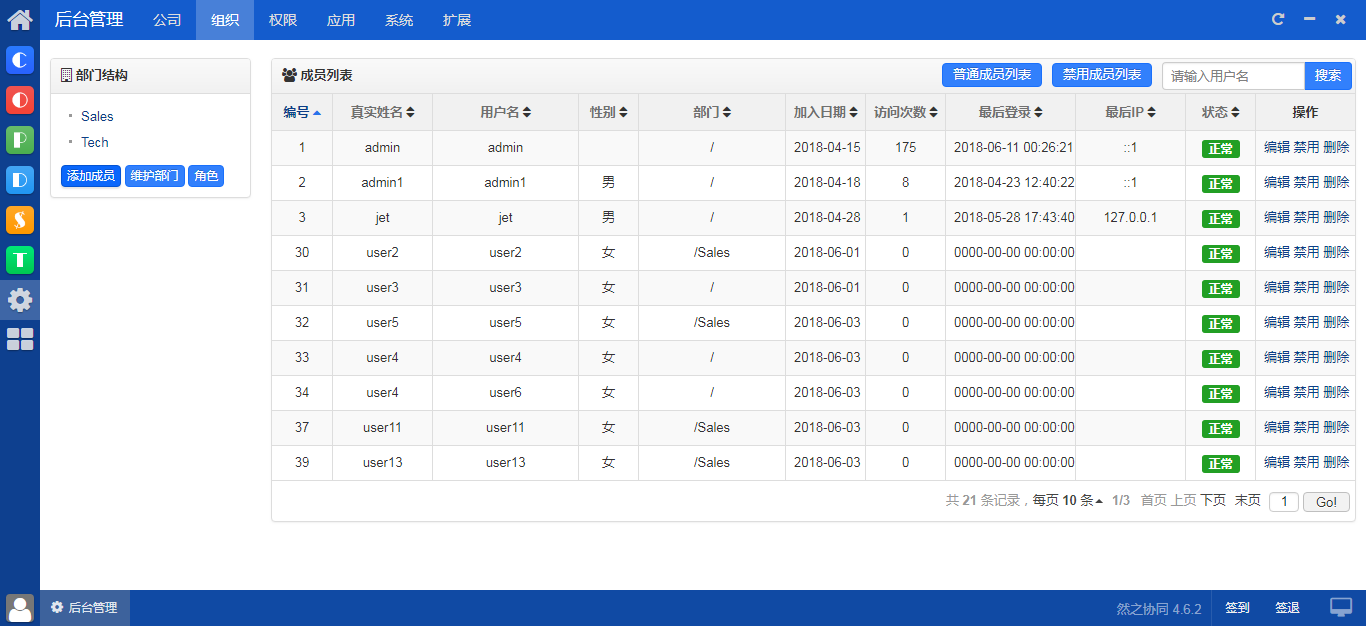 后台管理 公司 组织 权限 应用 系统 扩展
部门结构
Sales
Tech
添加成员 维护部门 角色
成员列表 普通成员列表 禁用成员列表 请输入用户名 搜索
编号 真实姓名 用户名 性别 部门 加入日期 访问次数 最后登录 最后IP 状态 操作
1 admin admin / 2018-04-15 175 2018-06-11 00:26:21 ::1 正常 编辑 禁用 删除
2 admin1 admin1 男 / 2018-04-18 8 2018-04-23 12:40:22 ::1 正常 编辑 禁用 删除
3 jet jet 男 / 2018-04-28 1 2018-05-28 17:43:40 127.0.0.1 正常 编辑 禁用 删除
30 user2 user2 女 /Sales 2018-06-01 0 0000-00-00 00:00:00 正常 编辑 禁用 删除
31 user3 user3 女 / 2018-06-01 0 0000-00-00 00:00:00 正常 编辑 禁用 删除
32 user5 user5 女 /Sales 2018-06-03 0 0000-00-00 00:00:00 正常 编辑 禁用 删除
33 user4 user4 女 / 2018-06-03 0 0000-00-00 00:00:00 正常 编辑 禁用 删除
34 user4 user6 女 / 2018-06-03 0 0000-00-00 00:00:00 正常 编辑 禁用 删除
37 user11 user11 女 /Sales 2018-06-03 0 0000-00-00 00:00:00 正常 编辑 禁用 删除
39 user13 user13 女 /Sales 2018-06-03 0 0000-00-00 00:00:00 正常 编辑 禁用 删除
共 21 条记录，每页 10 条 1/3 首页 上页 下页 末页 1 Go!
后台管理 然之协同 4.6.2 签到 签退